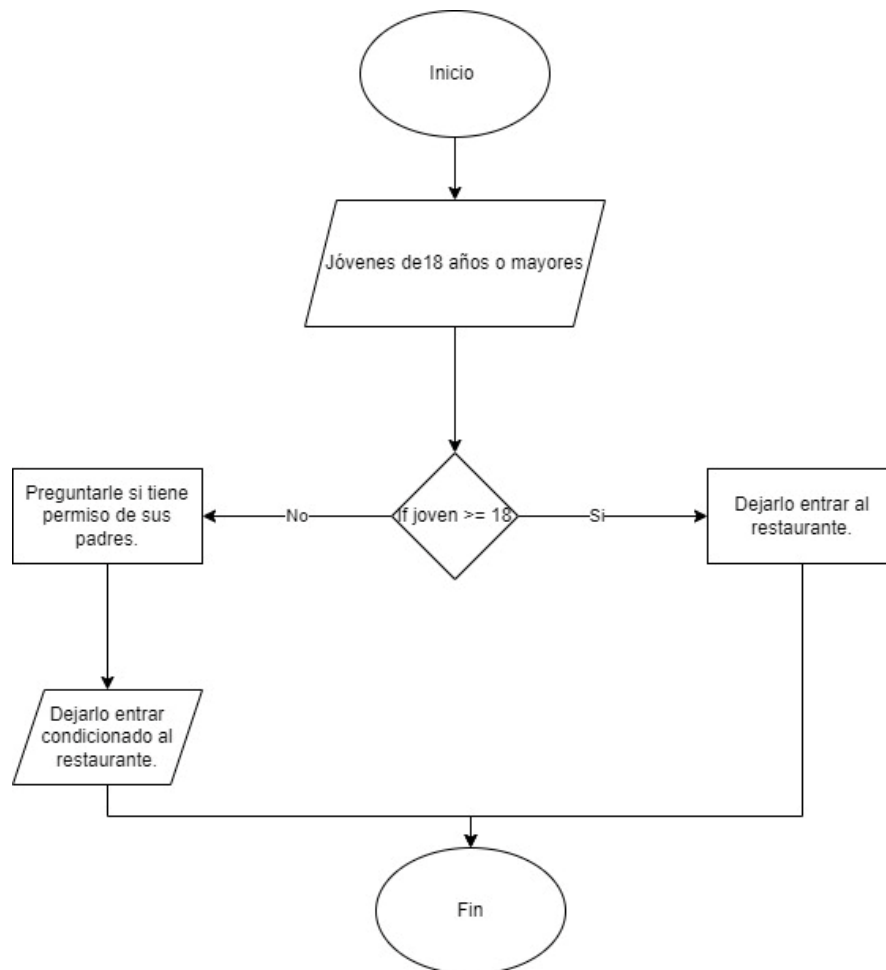 Inicio
Jóvenes de18 años o mayores
Preguntarle si tiene
permiso de sus
padres.
No
If joven >= 18
Si
Dejarlo entrar al
restaurante.
Dejarlo entrar
condicionado al
restaurante.
Fin